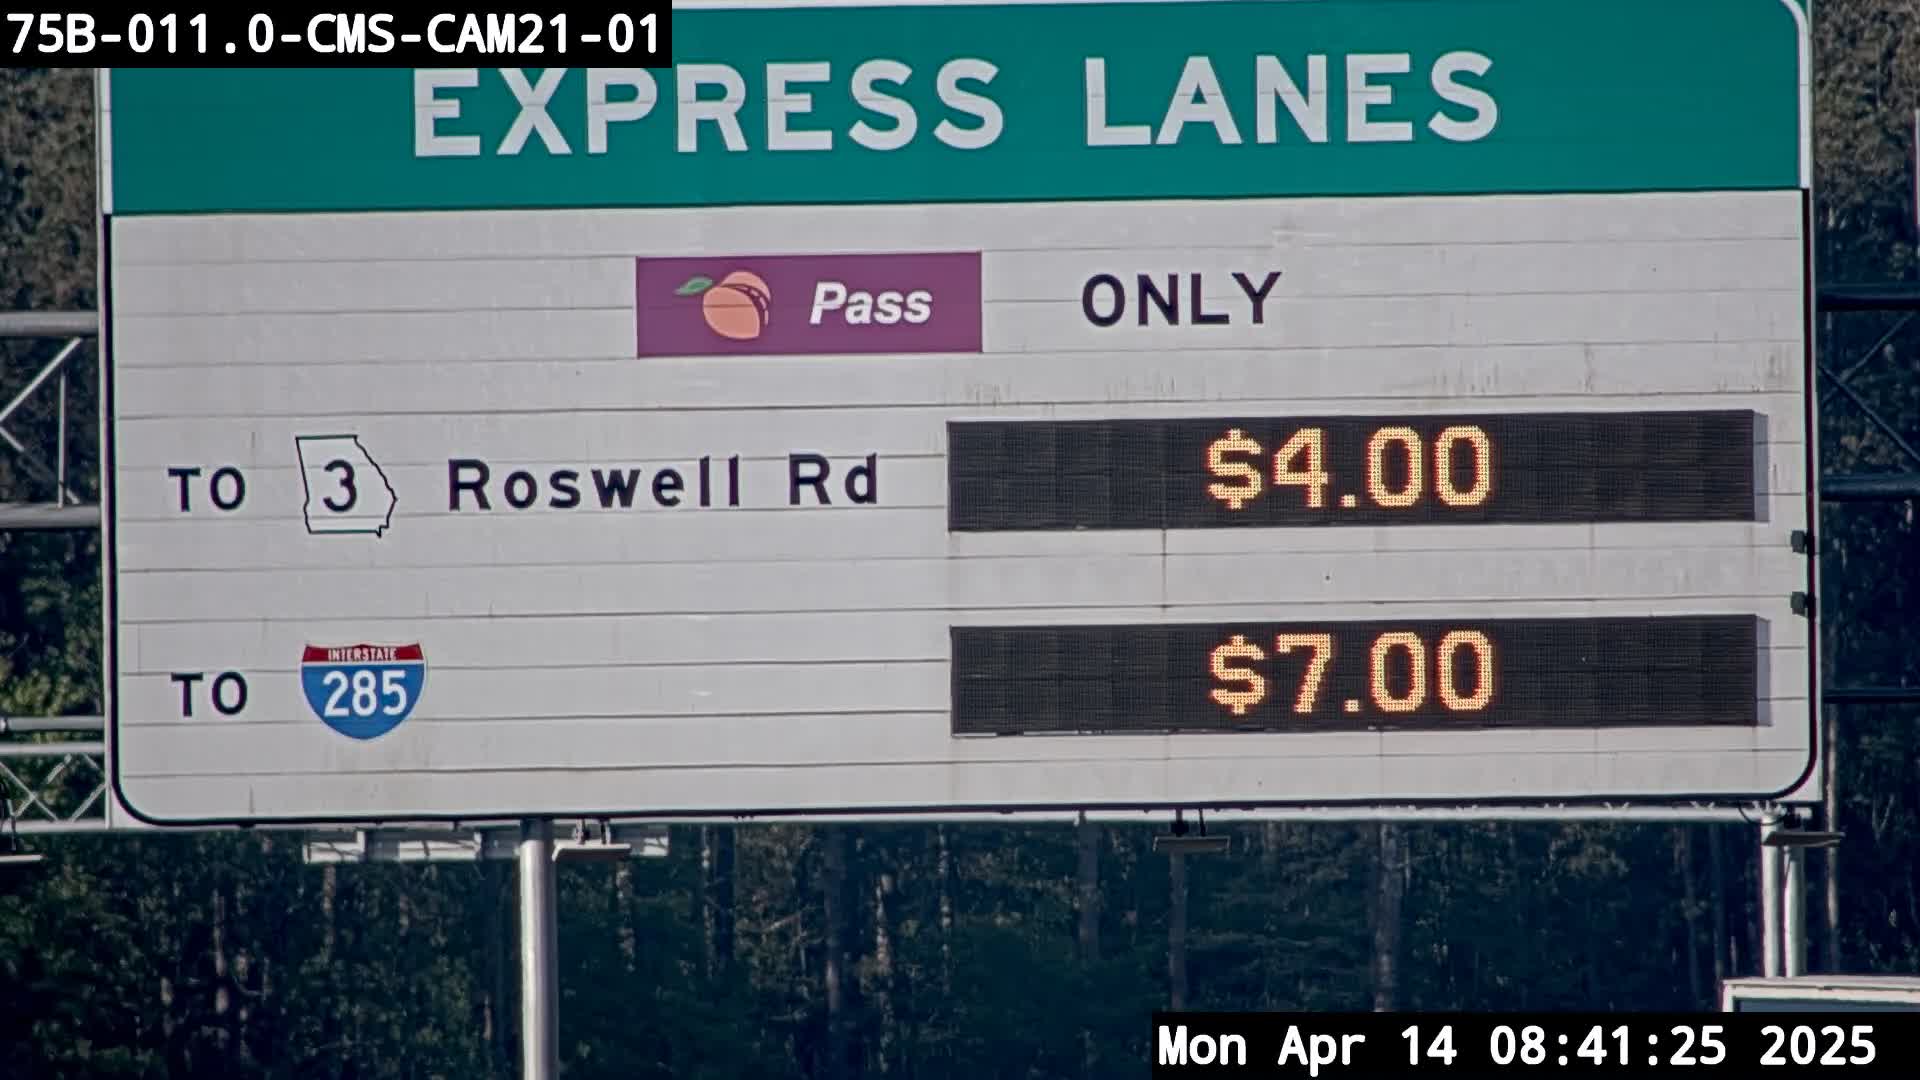 75B-011.0-CMS-CAM21-01
EXPRESS LANES
Pass ONLY
TO 3 Roswell Rd $4.00
TO INTERSTATE 285 $7.00
Mon Apr 14 08:41:25 2025